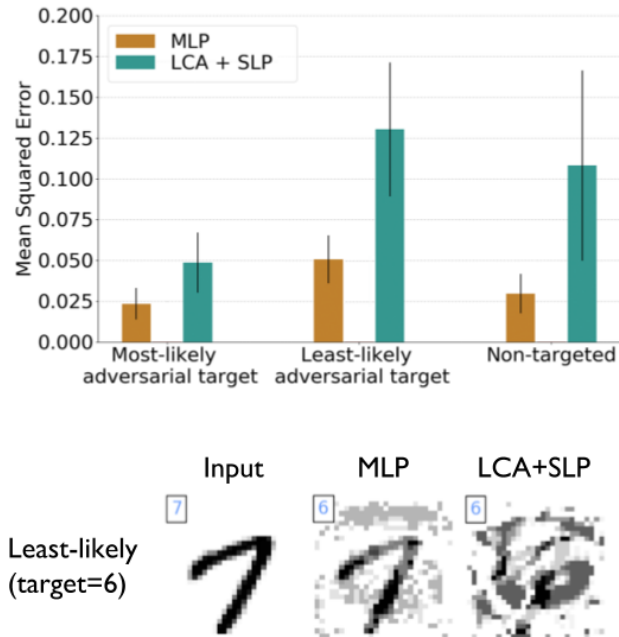 0.200
0.175
0.150
0.125
0.100
0.075
0.050
0.025
0.000
Mean Squared Error
MLP
LCA + SLP
Most-likely
adversarial target
Least-likely
adversarial target
Non-targeted
Input MLP LCA+SLP
7 6 6
Least-likely
(target=6)